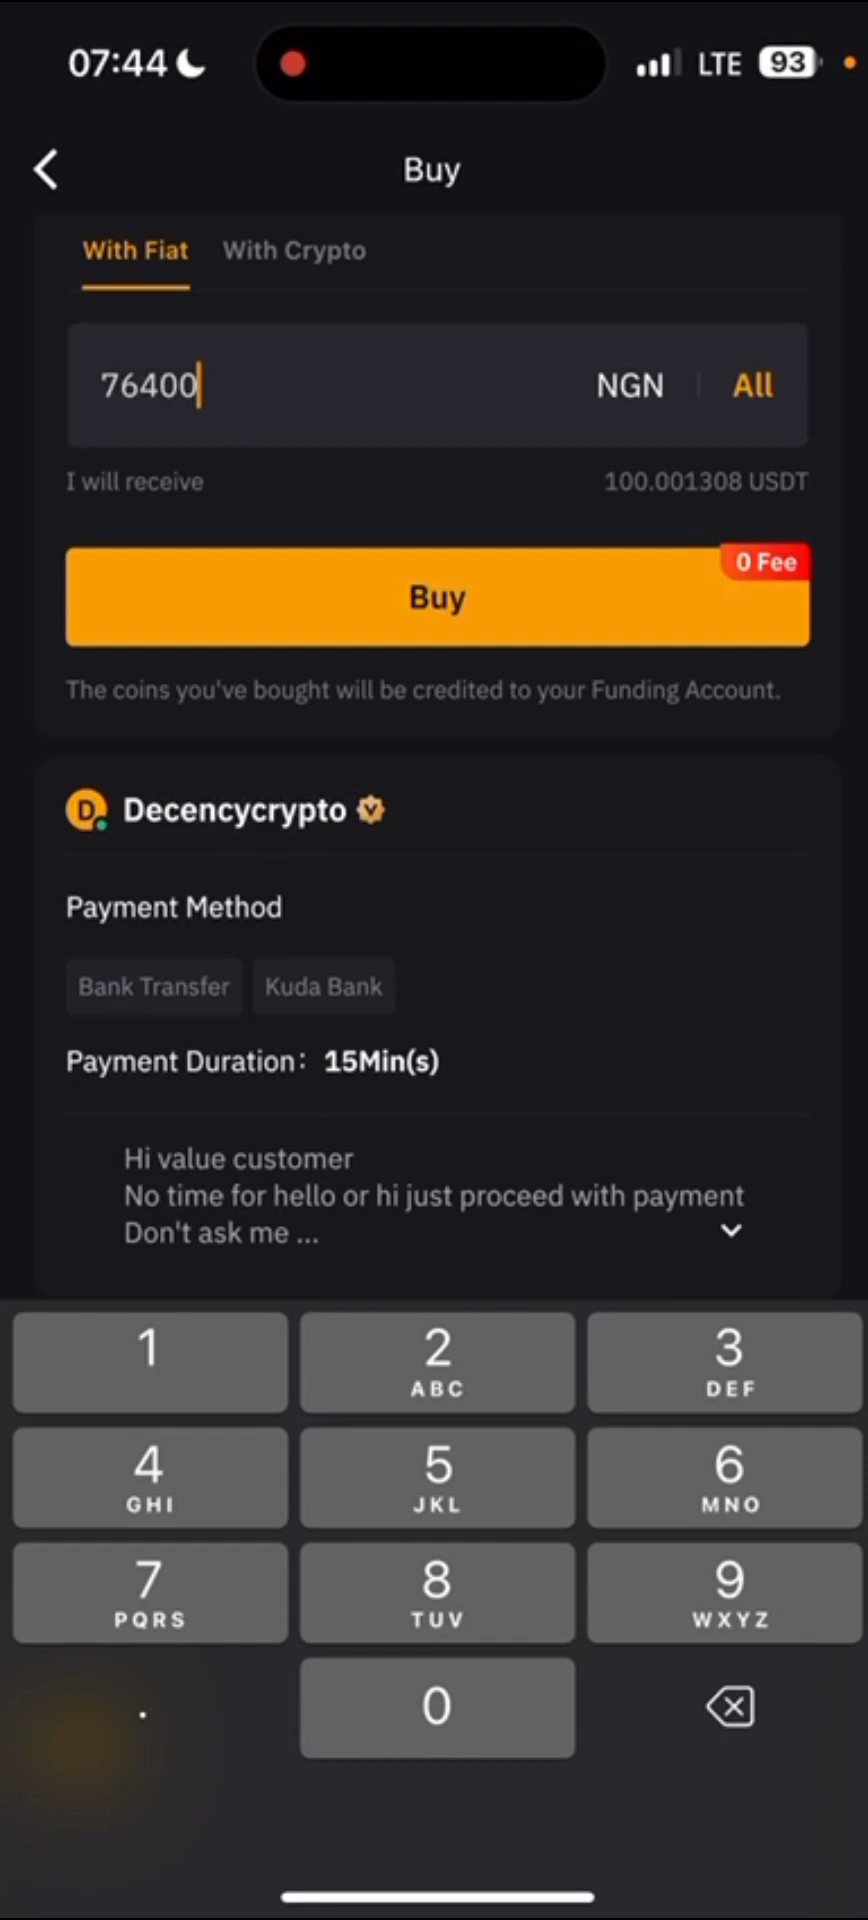 07:44 LTE 93
Buy
With Fiat With Crypto
76400 NGN All
I will receive 100.001308 USDT
0 Fee
Buy
The coins you've bought will be credited to your Funding Account.
D Decencycrypto
Payment Method
Bank Transfer Kuda Bank
Payment Duration: 15Min(s)
Hi value customer
No time for hello or hi just proceed with payment
Don't ask me ...
1 2 3
ABC DEF
4 5 6
GHI JKL MNO
7 8 9
PQRS TUV WXYZ
. 0